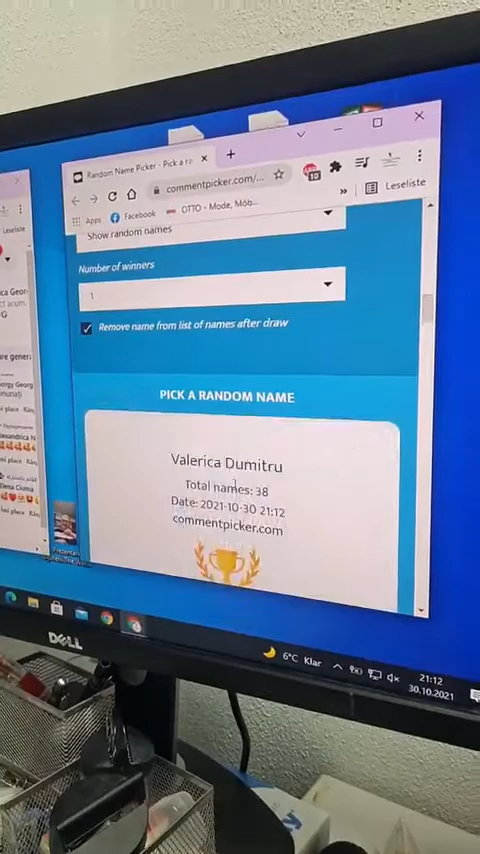 Random Name Picker - Pick a ra
commentpicker.com/...
10
Apps
Facebook
OTTO - Mode, Möb...
»
Leseliste
Show random names
Number of winners
1
Remove name from list of names after draw
PICK A RANDOM NAME
Valerica Dumitru
Total names: 38
Date: 2021-10-30 21:12
commentpicker.com
DELL
6°C Klar
21:12
30.10.2021